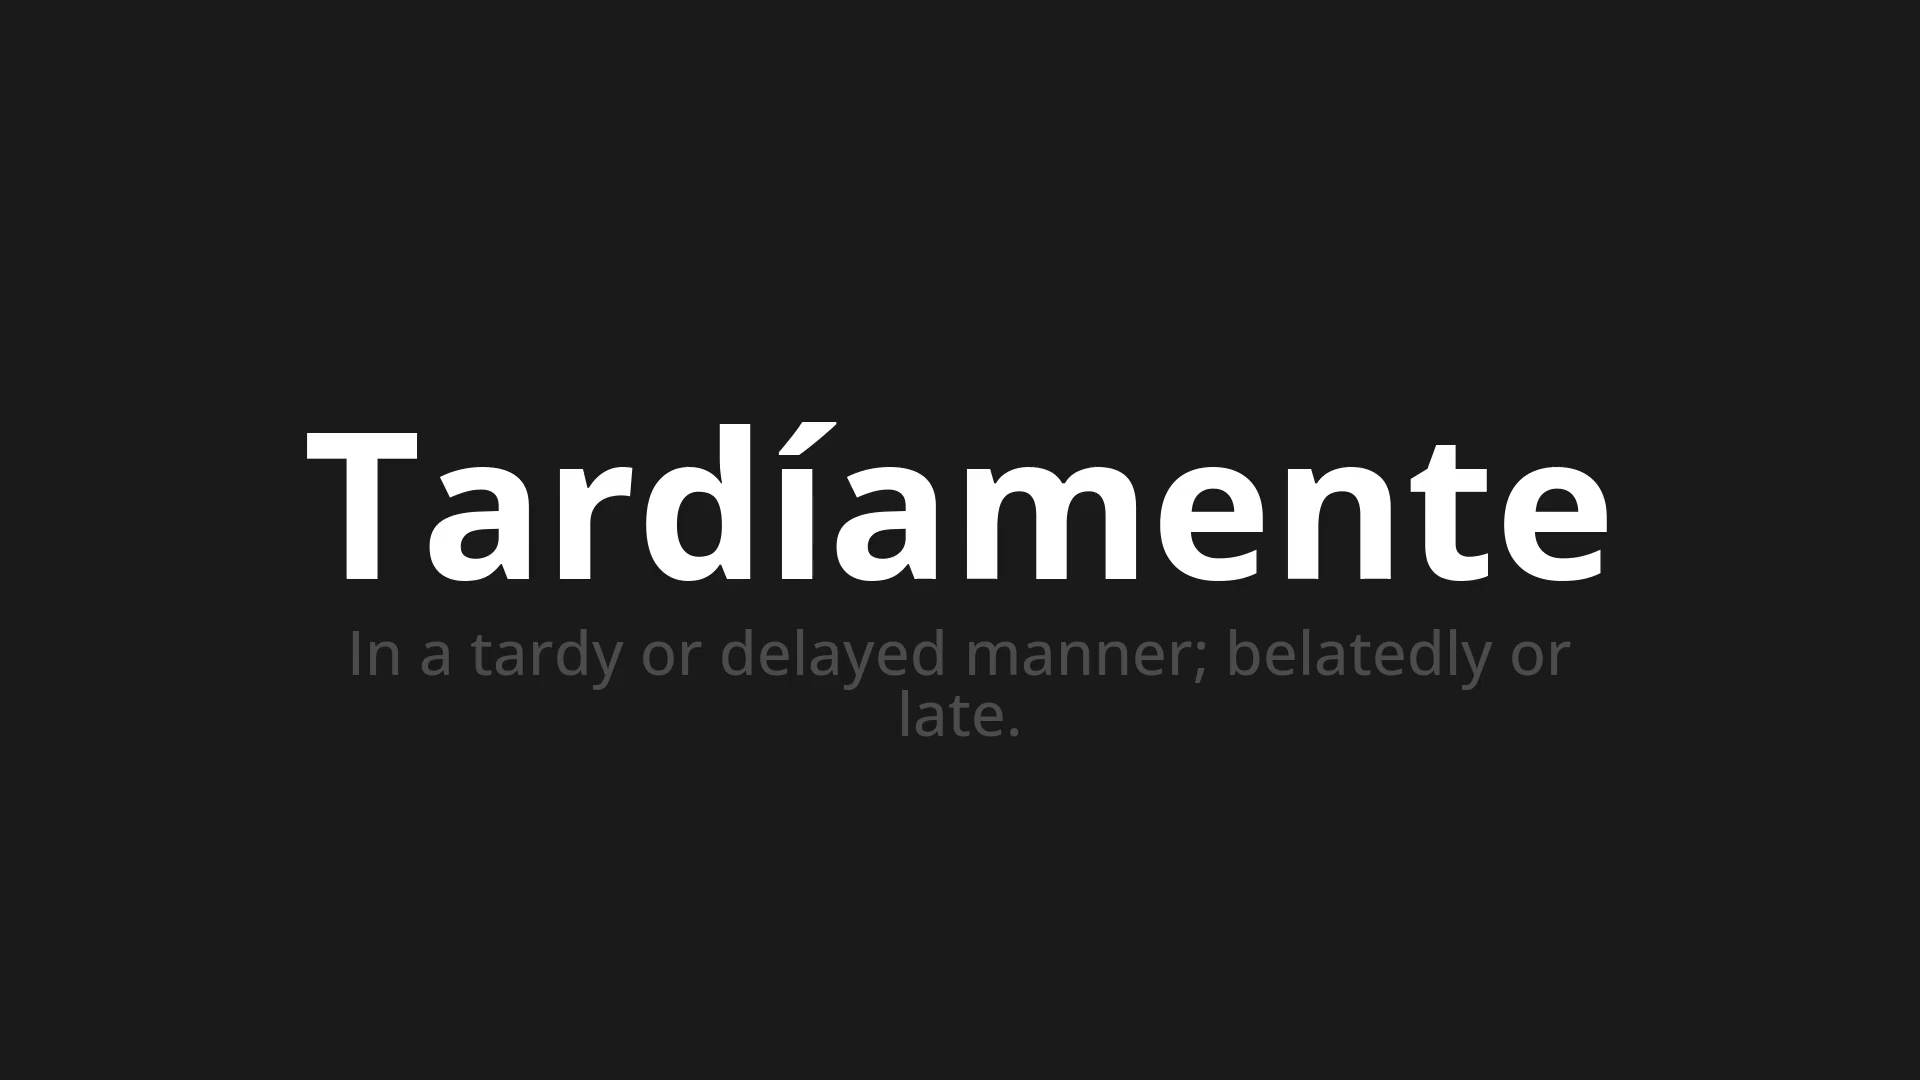 Tardíamente
In a tardy or delayed manner; belatedly or
late.